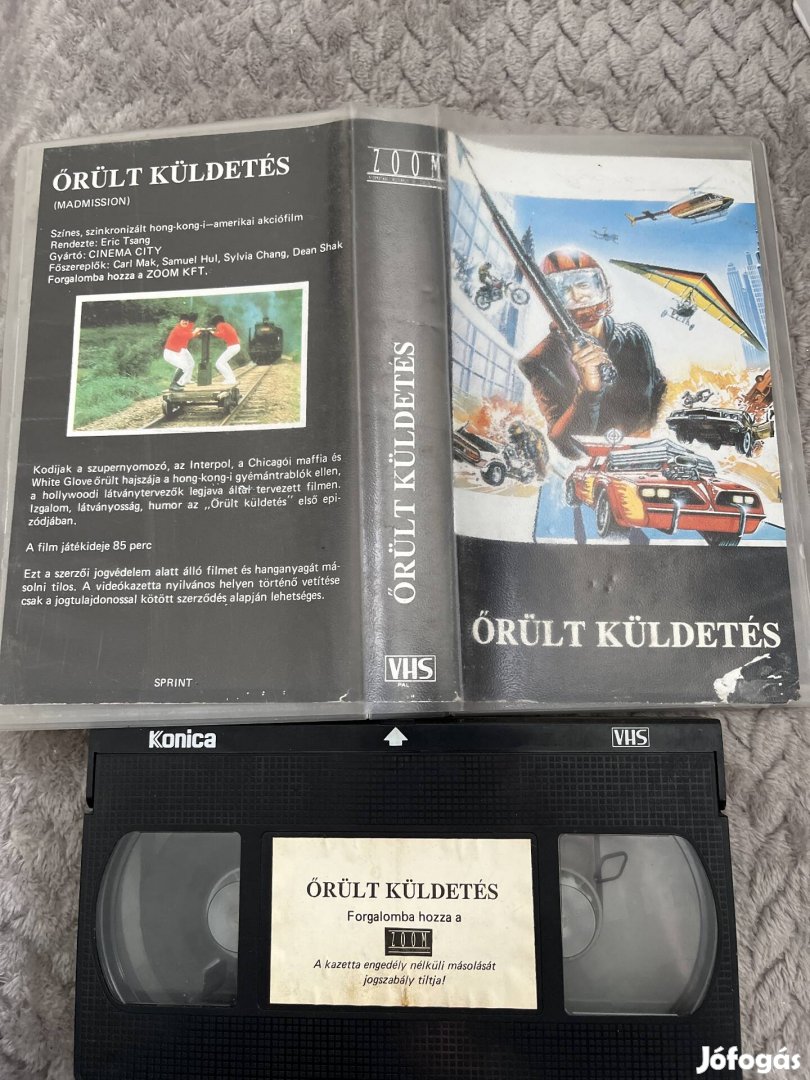 ŐRÜLT KÜLDETÉS
(MADMISSION)
Színes, szinkronizált hong-kong-i—amerikai akciófilm
Rendezte: Eric Tsang
Gyártó: CINEMA CITY
Főszereplők: Carl Mak, Samuel Hul, Sylvia Chang, Dean Shak
Forgalomba hozza a ZOOM KFT.
Kodijak a szupernyomozó, az Interpol, a Chicagói maffia és
White Glove őrült hajszája a hong-kong-i gyémántrablók ellen,
a hollywoodi látványtervezők legjava által tervezett filmen.
Izgalom, látványosság, humor az „Őrült küldetés" első epi-
zódjában.
A film játékideje 85 perc
Ezt a szerzői jogvédelem alatt álló filmet és hanganyagát má-
solni tilos. A videókazetta nyilvános helyen történő vetítése
csak a jogtulajdonossal kötött szerződés alapján lehetséges.
SPRINT
ZOOM
ŐRÜLT KÜLDETÉS
VHS
PAL
ŐRÜLT KÜLDETÉS
Konica
VHS
ŐRÜLT KÜLDETÉS
Forgalomba hozza a
ZOOM
A kazetta engedély nélküli másolását
jogszabály tiltja!
Jófogás